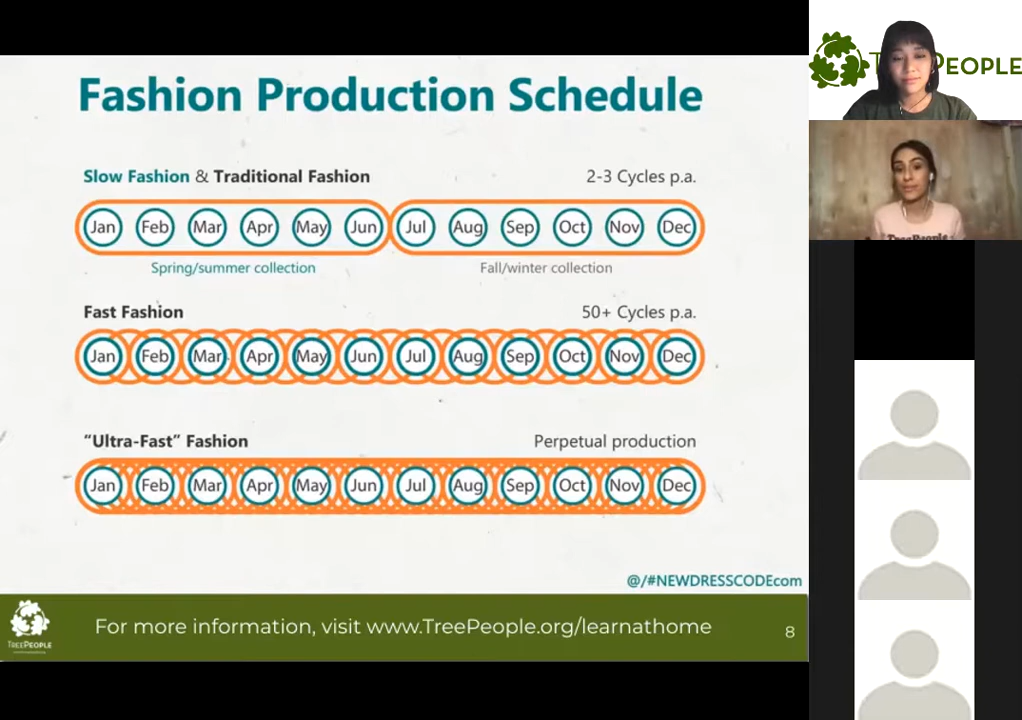 Fashion Production Schedule
Slow Fashion & Traditional Fashion 2-3 Cycles p.a.
Jan Feb Mar Apr May Jun Jul Aug Sep Oct Nov Dec
Spring/summer collection Fall/winter collection
Fast Fashion 50+ Cycles p.a.
Jan Feb Mar Apr May Jun Jul Aug Sep Oct Nov Dec
“Ultra-Fast” Fashion Perpetual production
Jan Feb Mar Apr May Jun Jul Aug Sep Oct Nov Dec
@/#NEWDRESSCODEcom
For more information, visit www.TreePeople.org/learnathome
8
TREEPEOPLE
TreePeople